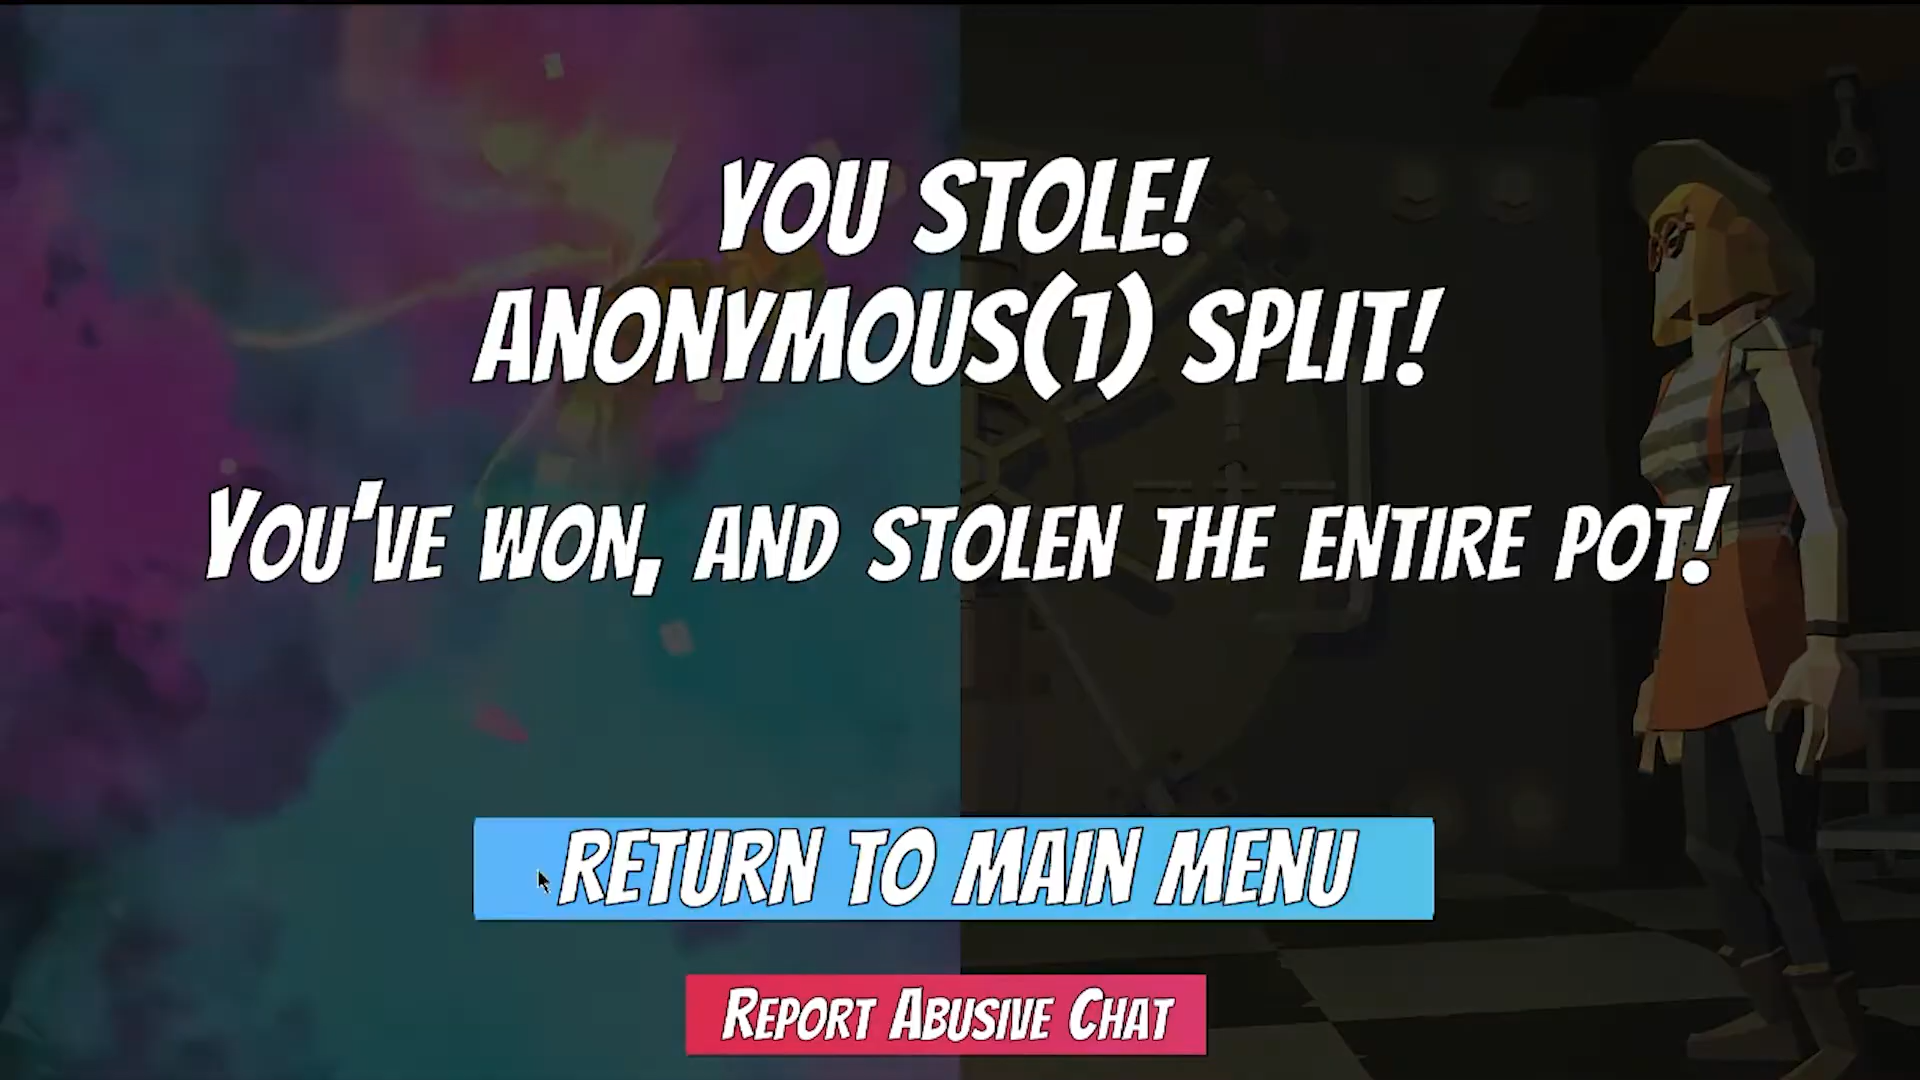 YOU STOLE!
ANONYMOUS(1) SPLIT!
YOU'VE WON, AND STOLEN THE ENTIRE POT!
RETURN TO MAIN MENU
REPORT ABUSIVE CHAT